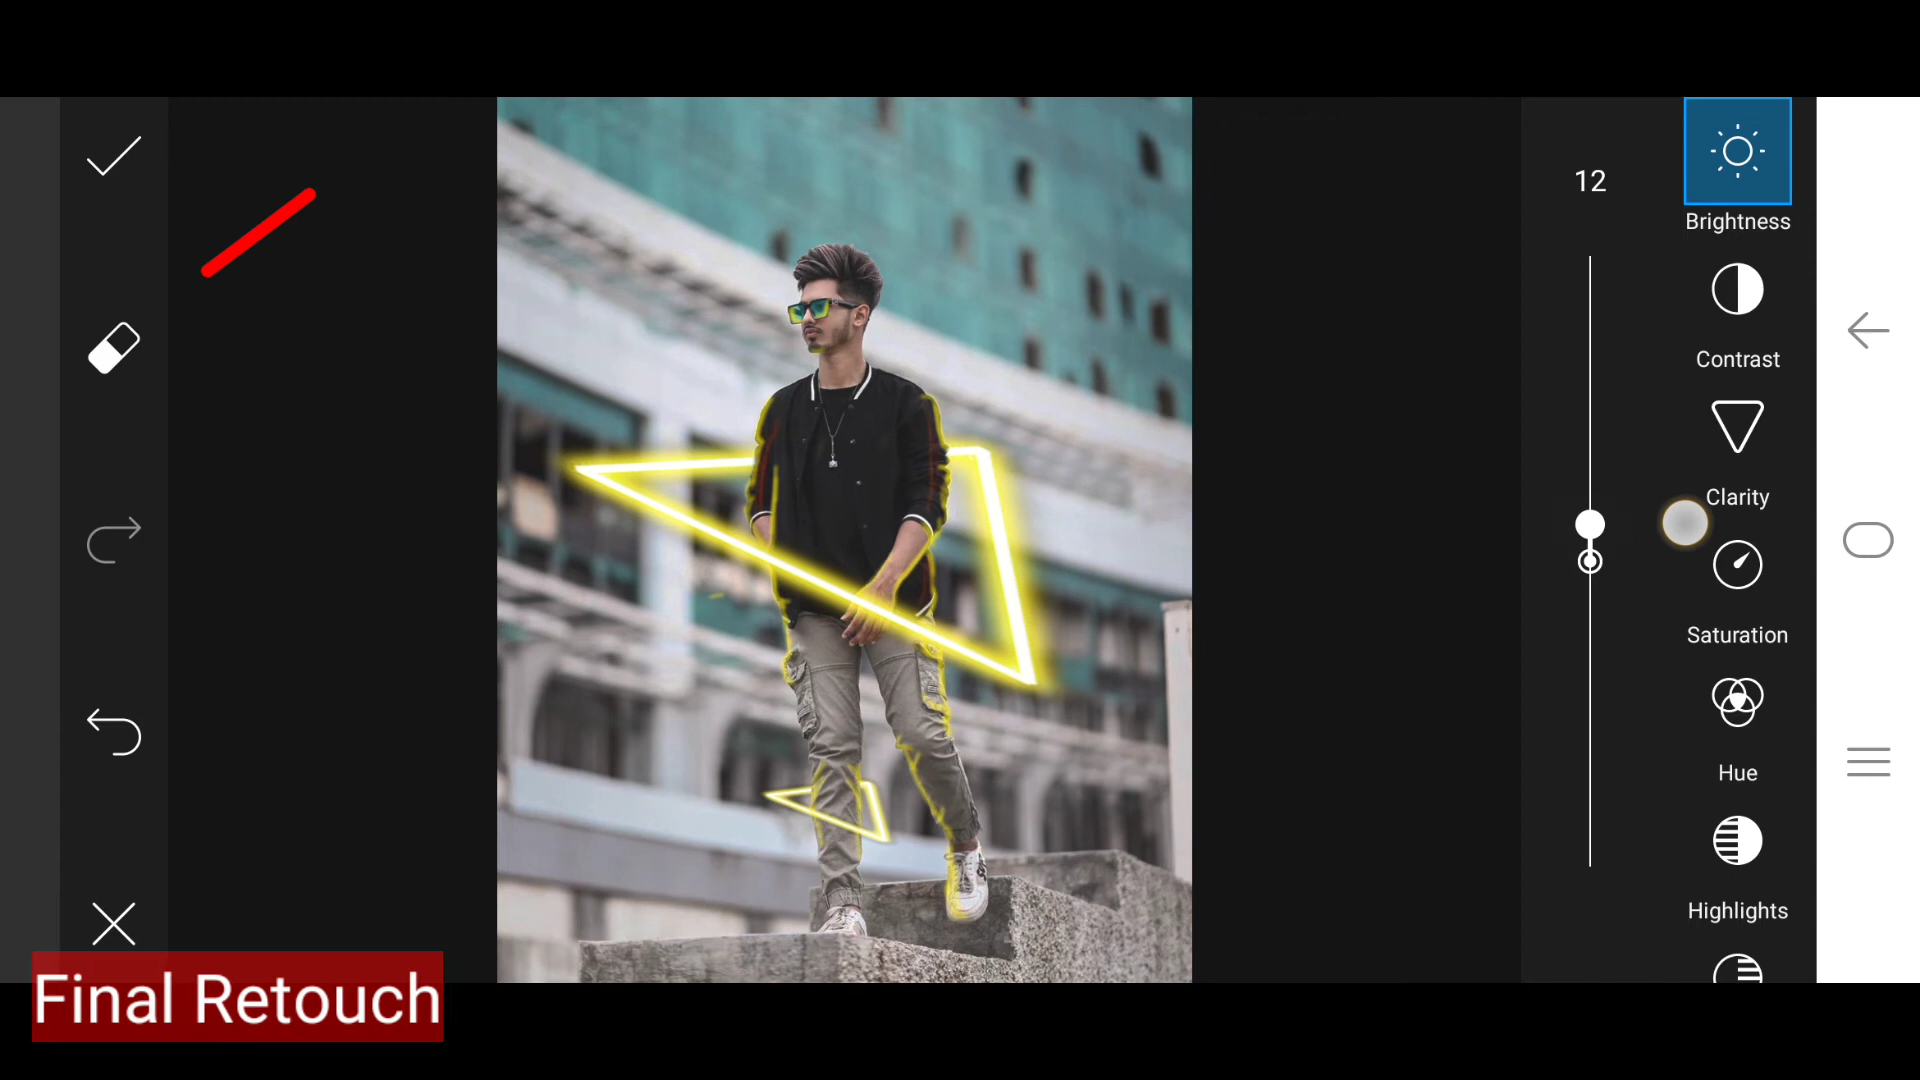 12
Brightness
Contrast
Clarity
Saturation
Hue
Highlights
Final Retouch